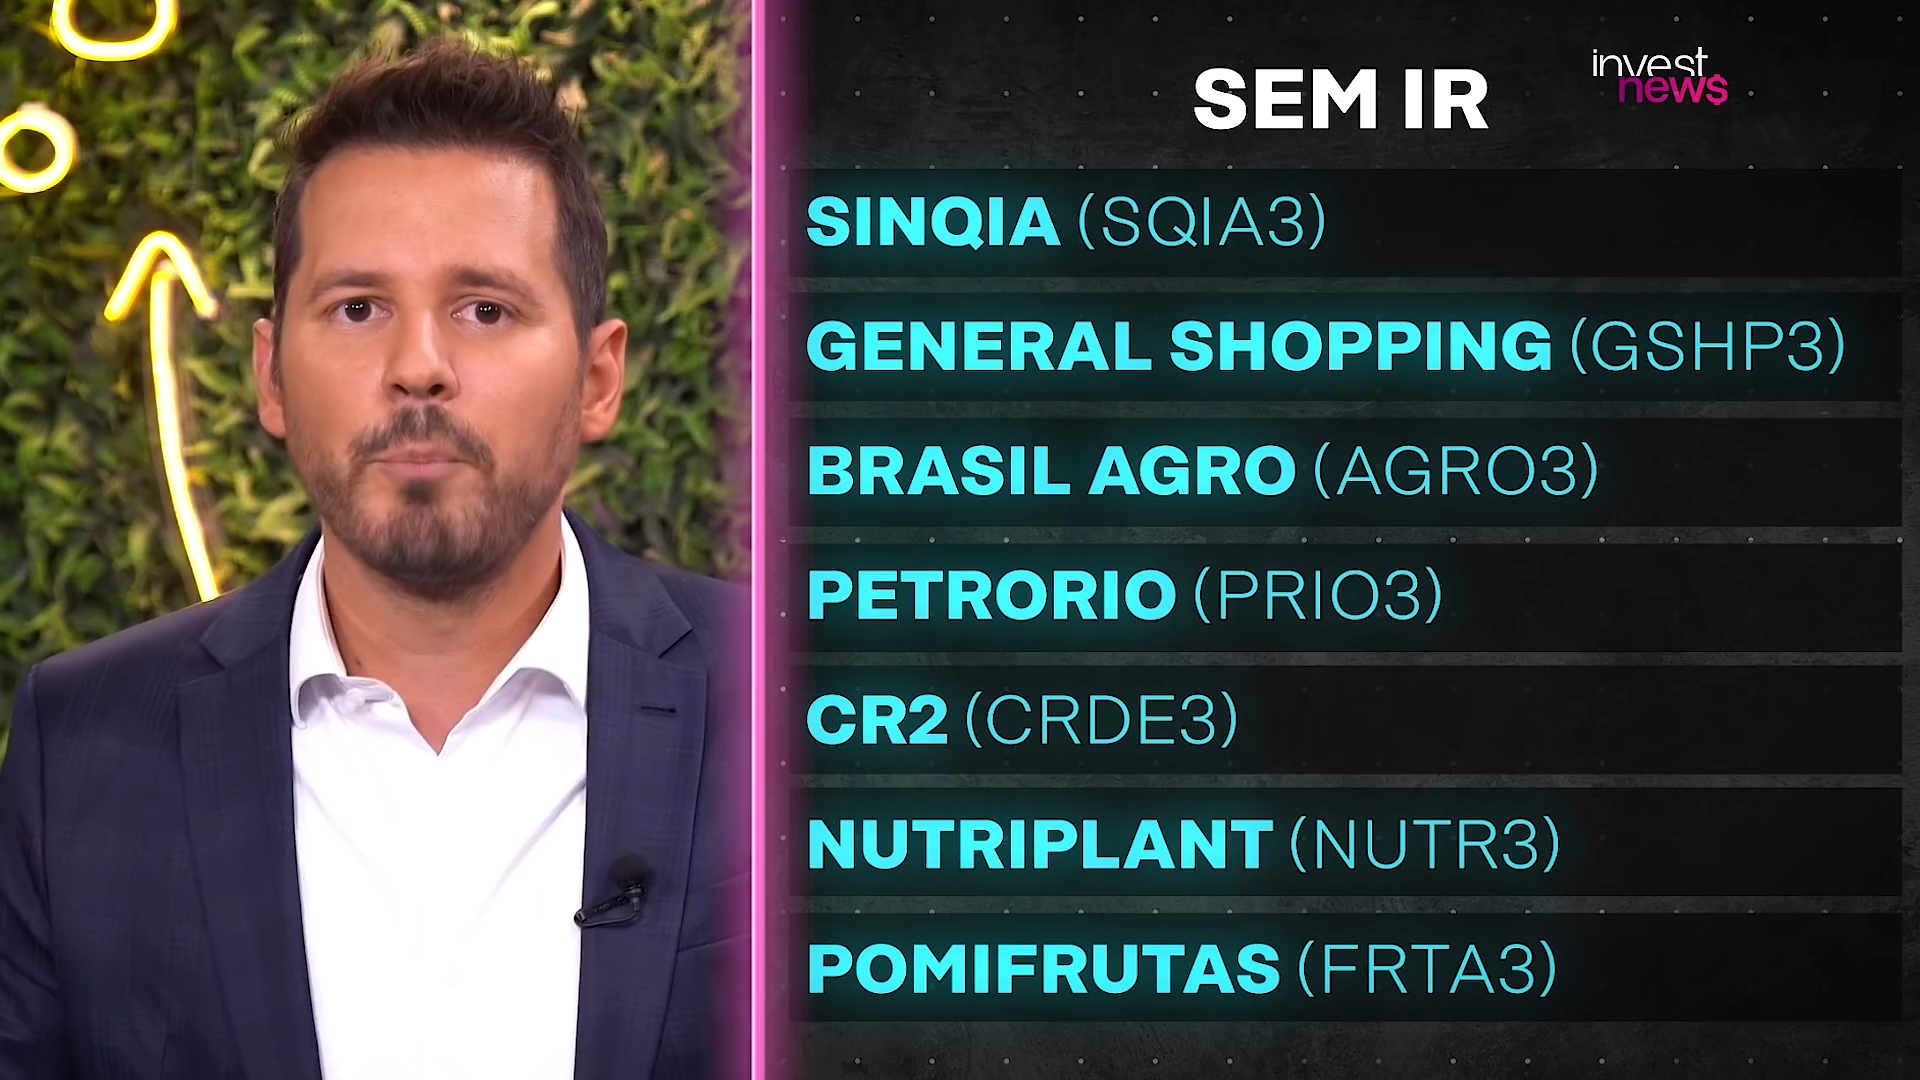 SEM IR
invest
new$
SINQIA (SQIA3)
GENERAL SHOPPING (GSHP3)
BRASIL AGRO (AGRO3)
PETRORIO (PRIO3)
CR2 (CRDE3)
NUTRIPLANT (NUTR3)
POMIFRUTAS (FRTA3)